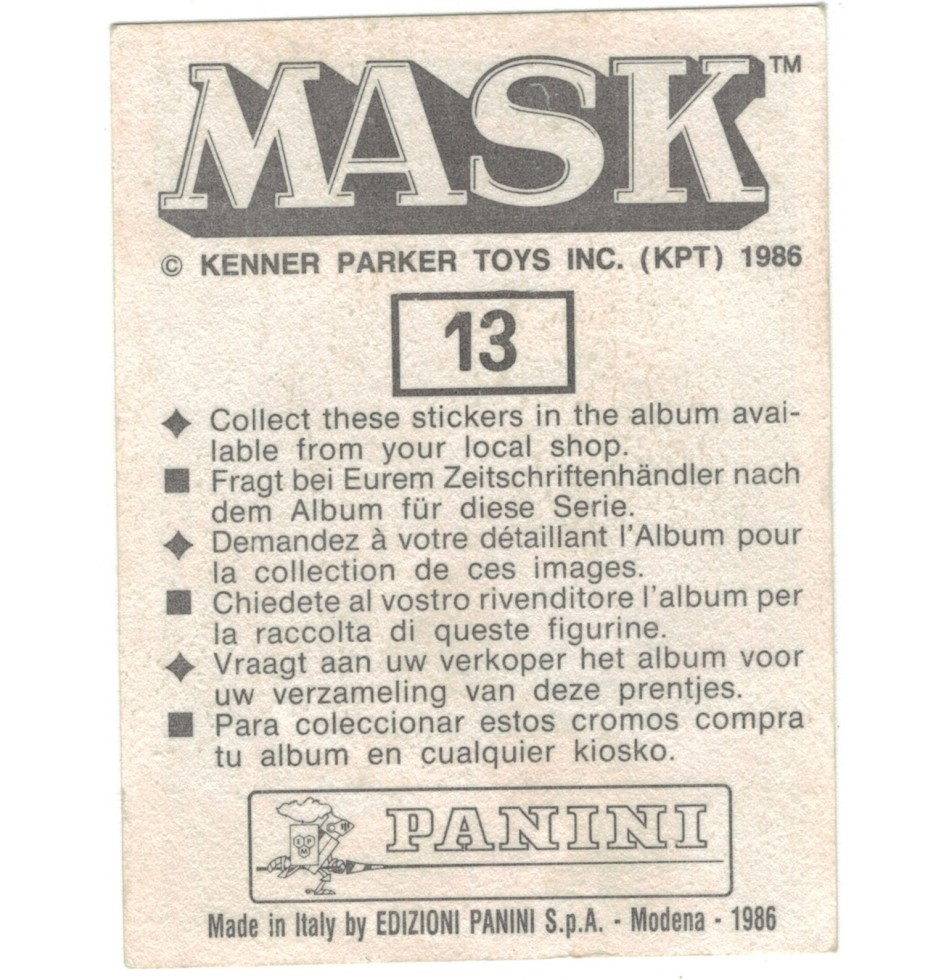 MASK™
© KENNER PARKER TOYS INC. (KPT) 1986
13
Collect these stickers in the album avai-
lable from your local shop.
Fragt bei Eurem Zeitschriftenhändler nach
dem Album für diese Serie.
Demandez à votre détaillant l'Album pour
la collection de ces images.
Chiedete al vostro rivenditore l'album per
la raccolta di queste figurine.
Vraagt aan uw verkoper het album voor
uw verzameling van deze prentjes.
Para coleccionar estos cromos compra
tu album en cualquier kiosko.
PANINI
Made in Italy by EDIZIONI PANINI S.p.A. - Modena - 1986